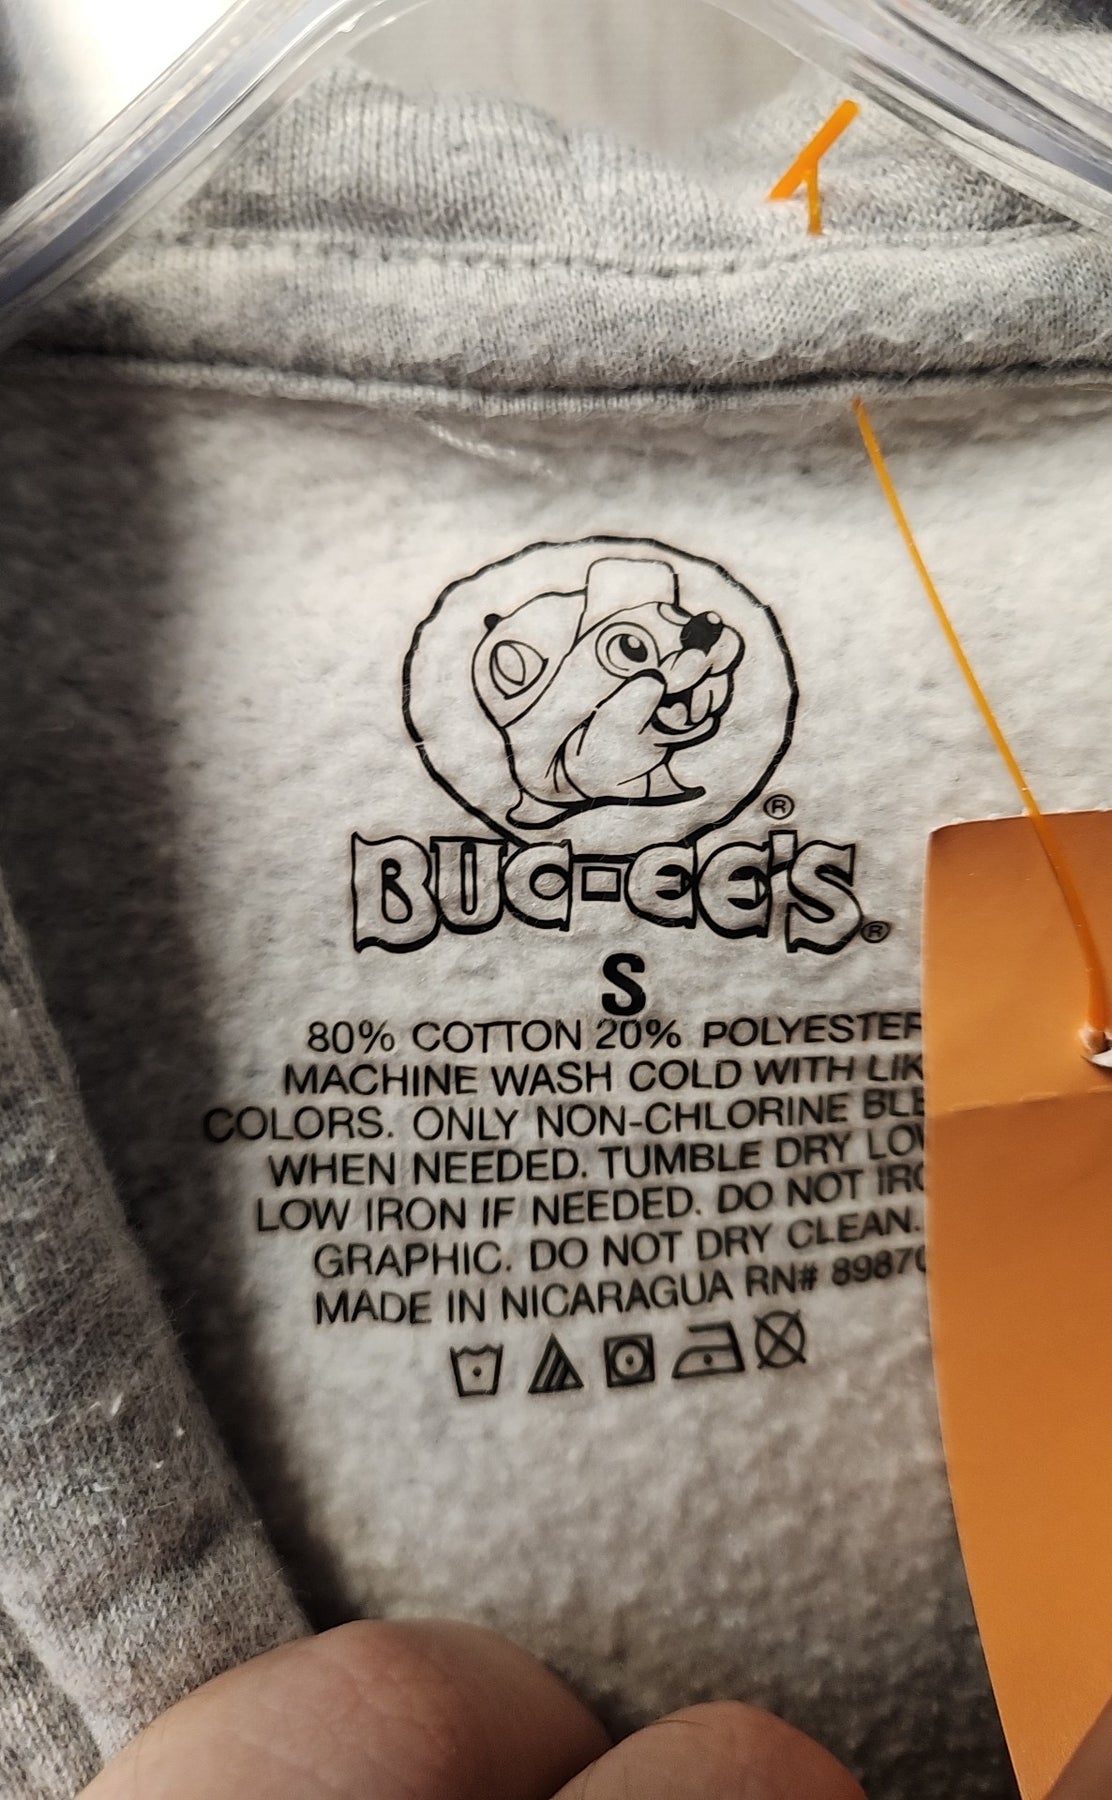 ®
BUC-EE'S®
S
80% COTTON 20% POLYESTER
MACHINE WASH COLD WITH
COLORS. ONLY NON-CHLORINE
WHEN NEEDED. TUMBLE DRY
LOW IRON IF NEEDED. DO NOT
GRAPHIC. DO NOT DRY CLEAN.
MADE IN NICARAGUA RN#